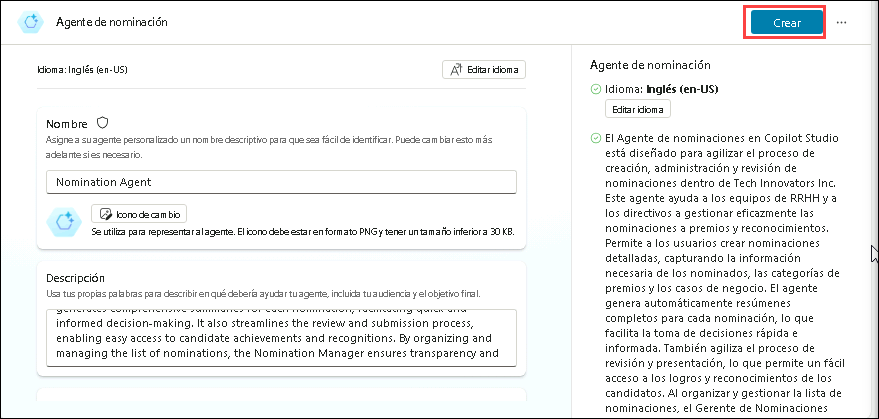 Agente de nominación
Crear
...
Idioma: Inglés (en-US)
Editar idioma
Nombre
Asigne a su agente personalizado un nombre descriptivo para que sea fácil de identificar. Puede cambiar esto más
adelante si es necesario.
Nomination Agent
Icono de cambio
Se utiliza para representar al agente. El icono debe estar en formato PNG y tener un tamaño inferior a 30 KB.
Descripción
Usa tus propias palabras para describir en qué debería ayudar tu agente, incluida tu audiencia y el objetivo final.
generates comprehensive summaries for each nomination, facilitating quick and
informed decision-making. It also streamlines the review and submission process,
enabling easy access to candidate achievements and recognitions. By organizing and
managing the list of nominations, the Nomination Manager ensures transparency and
Agente de nominación
Idioma: Inglés (en-US)
Editar idioma
El Agente de nominaciones en Copilot Studio
está diseñado para agilizar el proceso de
creación, administración y revisión de
nominaciones dentro de Tech Innovators Inc.
Este agente ayuda a los equipos de RRHH y a
los directivos a gestionar eficazmente las
nominaciones a premios y reconocimientos.
Permite a los usuarios crear nominaciones
detalladas, capturando la información
necesaria de los nominados, las categorías de
premios y los casos de negocio. El agente
genera automáticamente resúmenes
completos para cada nominación, lo que
facilita la toma de decisiones rápida e
informada. También agiliza el proceso de
revisión y presentación, lo que permite un fácil
acceso a los logros y reconocimientos de los
candidatos. Al organizar y gestionar la lista de
nominaciones, el Gerente de Nominaciones